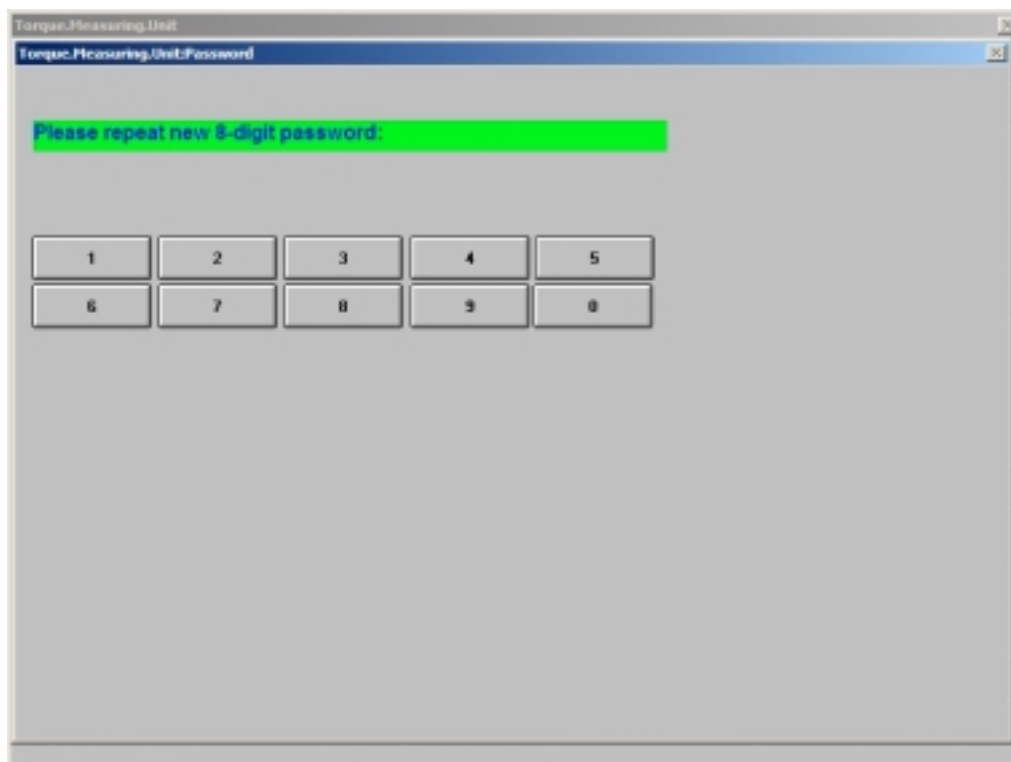 Torque.Measuring.Unit
Torque.Measuring.Unit:Password
Please repeat new 8-digit password:
1 2 3 4 5
6 7 8 9 0